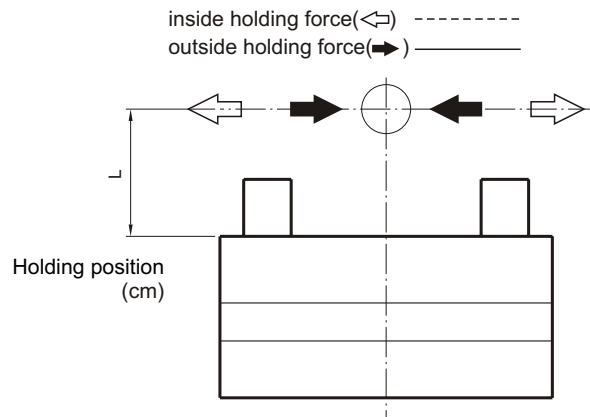 inside holding force(⇦)
outside holding force(➡)
L
Holding position
(cm)